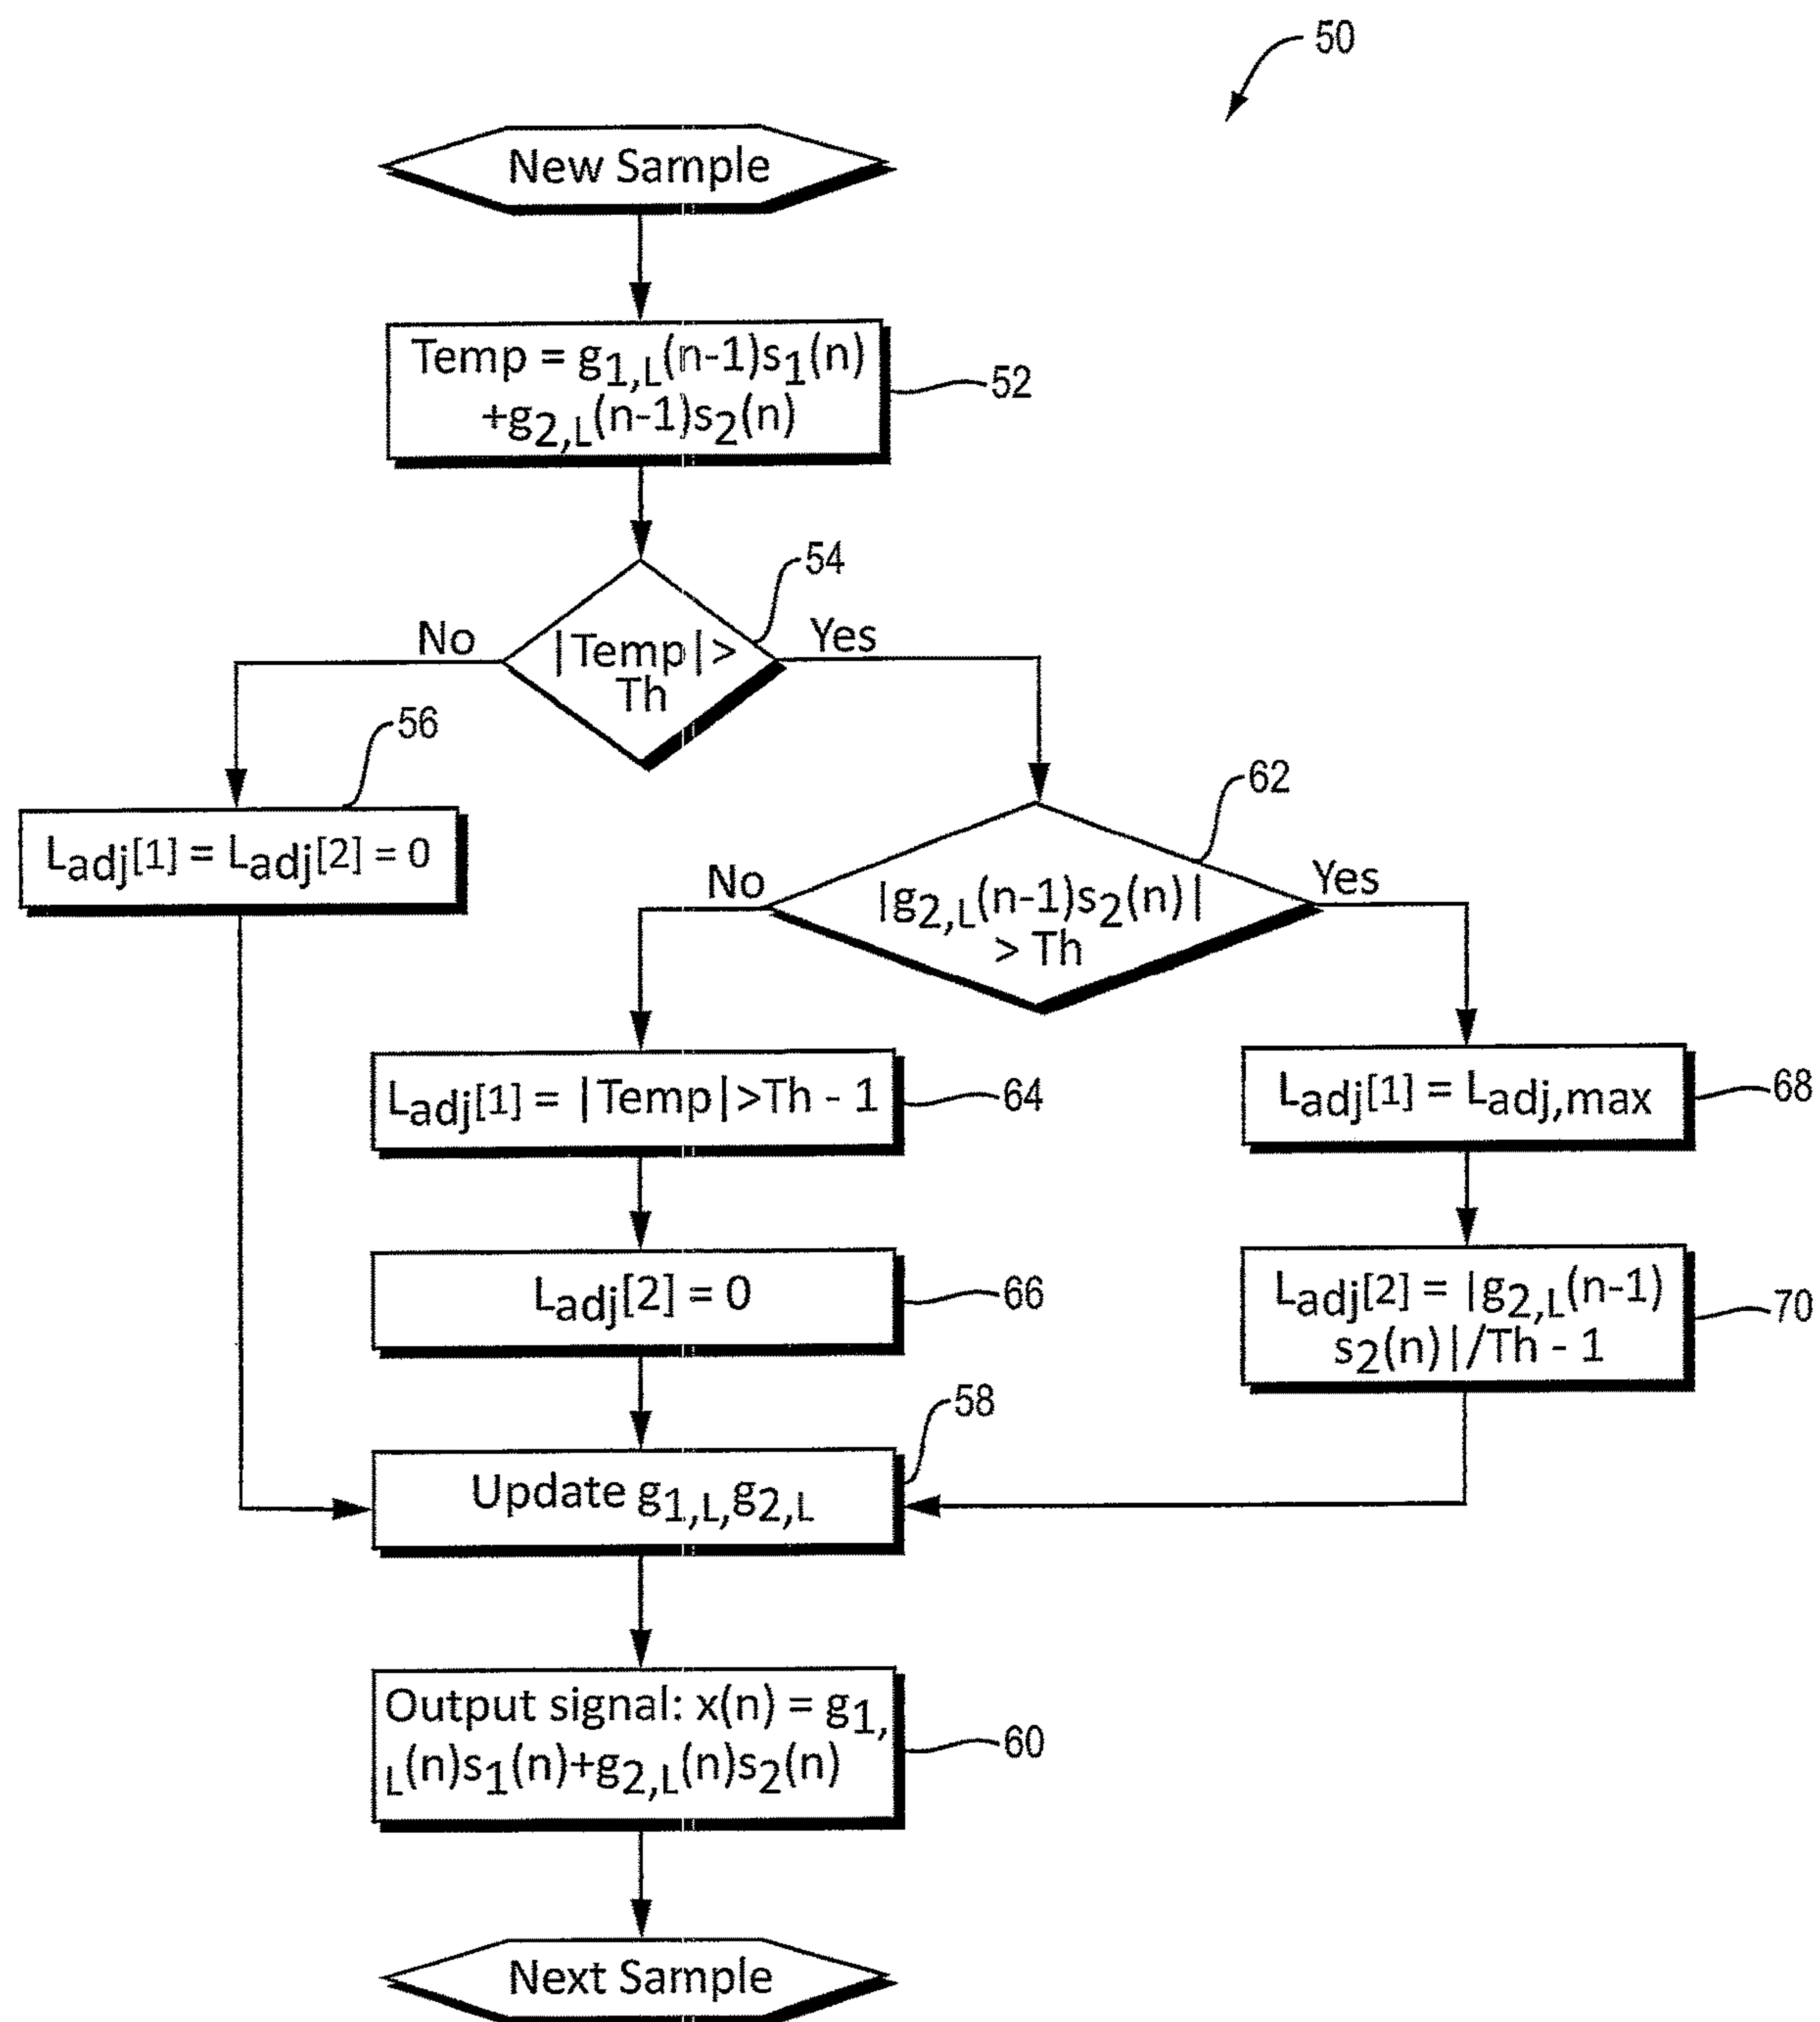 50
New Sample
Temp = g1,L(n-1)s1(n)
+g2,L(n-1)s2(n)
52
54
No
|Temp|>
Th
Yes
56
Ladj[1] = Ladj[2] = 0
62
No
|g2,L(n-1)s2(n)|
> Th
Yes
Ladj[1] = |Temp|>Th - 1
64
Ladj[1] = Ladj,max
68
Ladj[2] = 0
66
Ladj[2] = |g2,L(n-1)
s2(n)|/Th - 1
70
58
Update g1,L,g2,L
Output signal: x(n) = g1,
L(n)s1(n)+g2,L(n)s2(n)
60
Next Sample